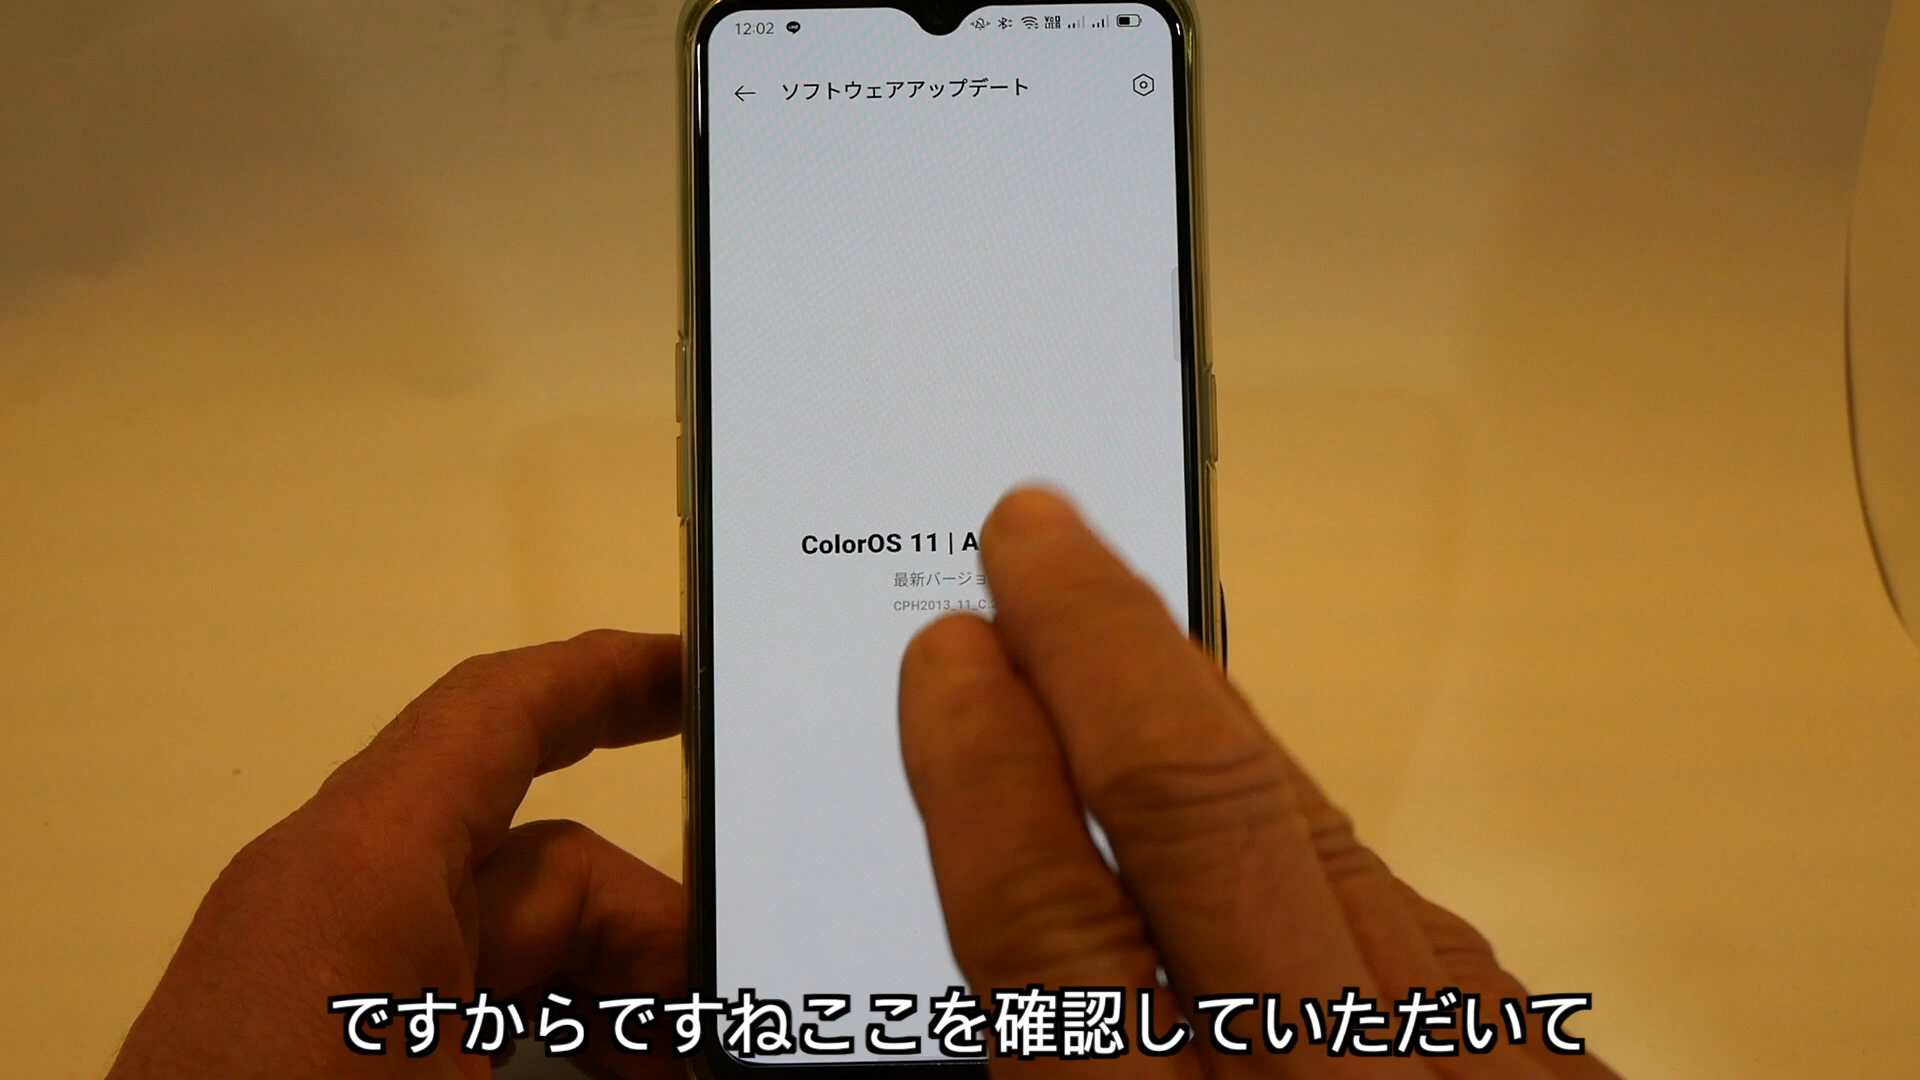 12:02
ソフトウェアアップデート
ColorOS 11 | A
最新バージョ
CPH2013_11_C.
ですからですねここを確認していただいて